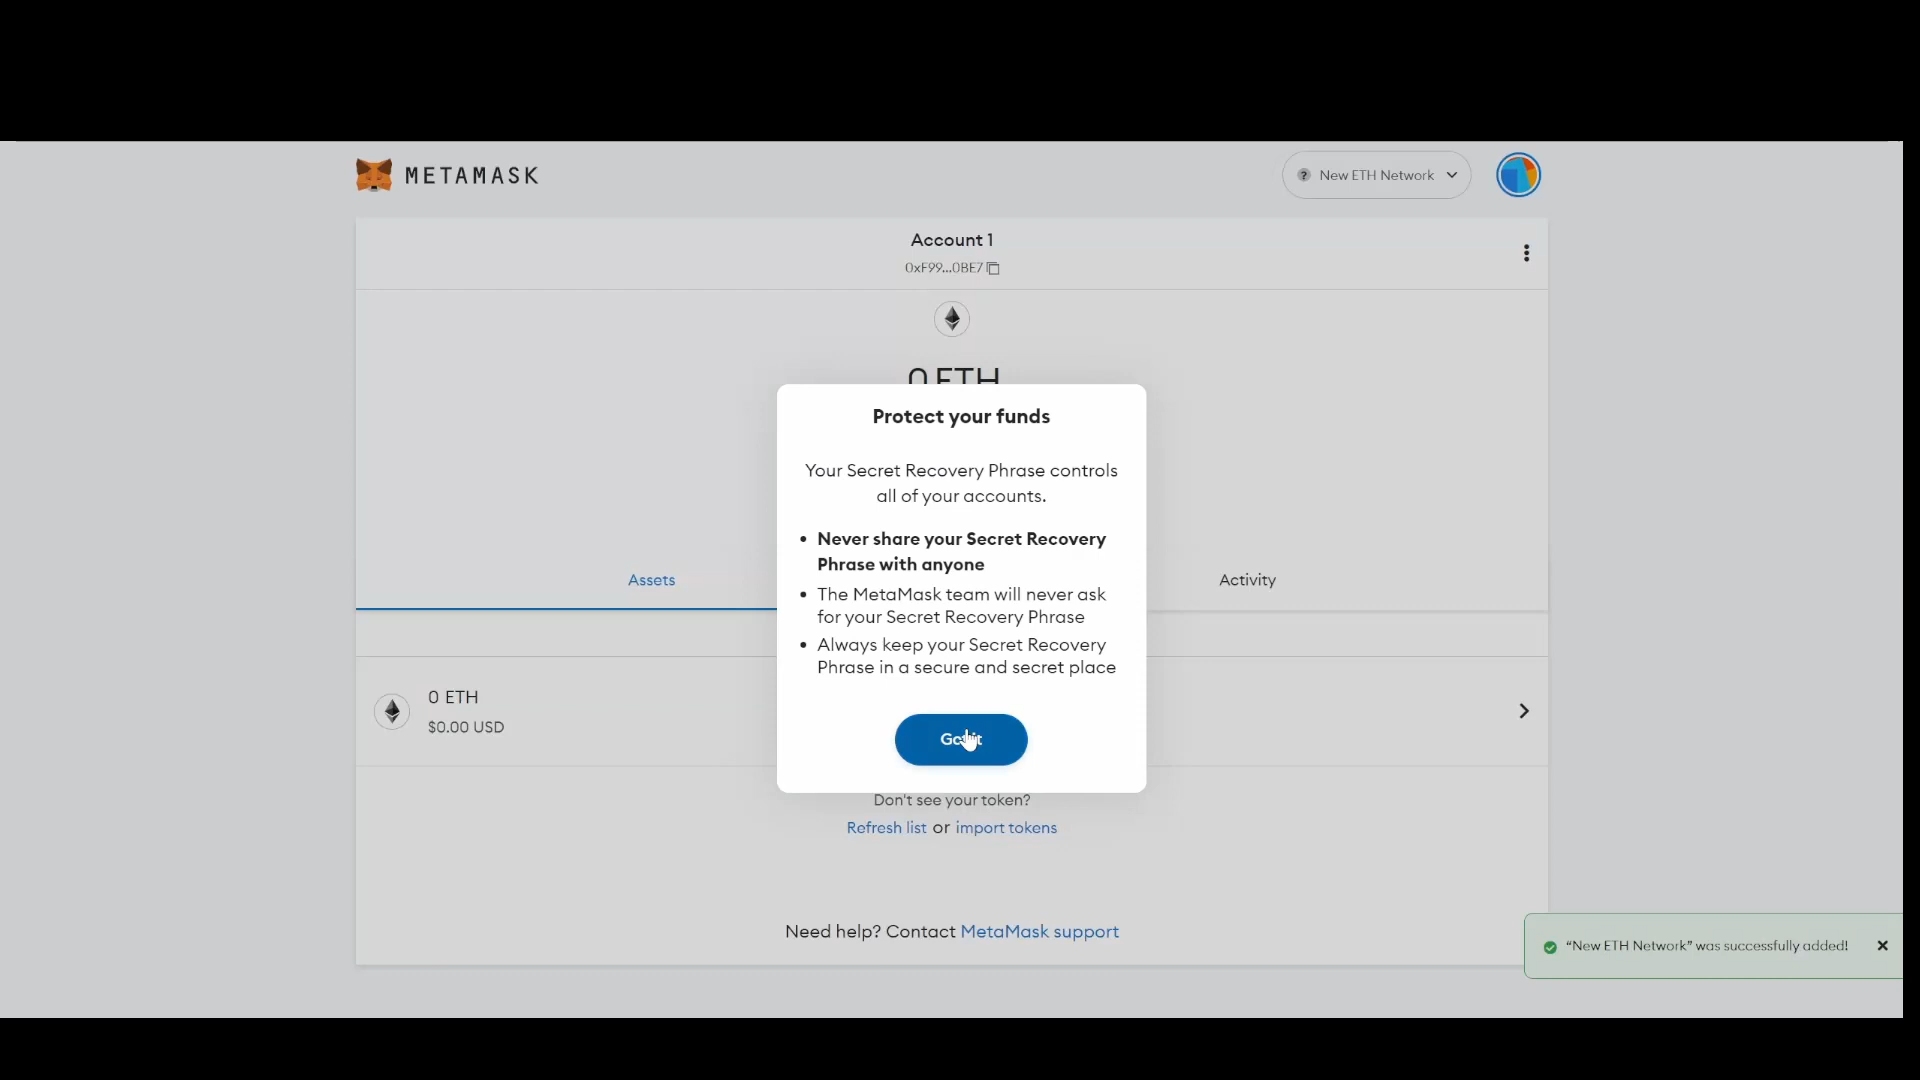 METAMASK
? New ETH Network
Account 1
0xF99...0BE7
0 ETH
Protect your funds
Your Secret Recovery Phrase controls
all of your accounts.
• Never share your Secret Recovery
Phrase with anyone
• The MetaMask team will never ask
for your Secret Recovery Phrase
• Always keep your Secret Recovery
Phrase in a secure and secret place
Got it
Assets
Activity
0 ETH
$0.00 USD
Don't see your token?
Refresh list or import tokens
Need help? Contact MetaMask support
“New ETH Network” was successfully added!